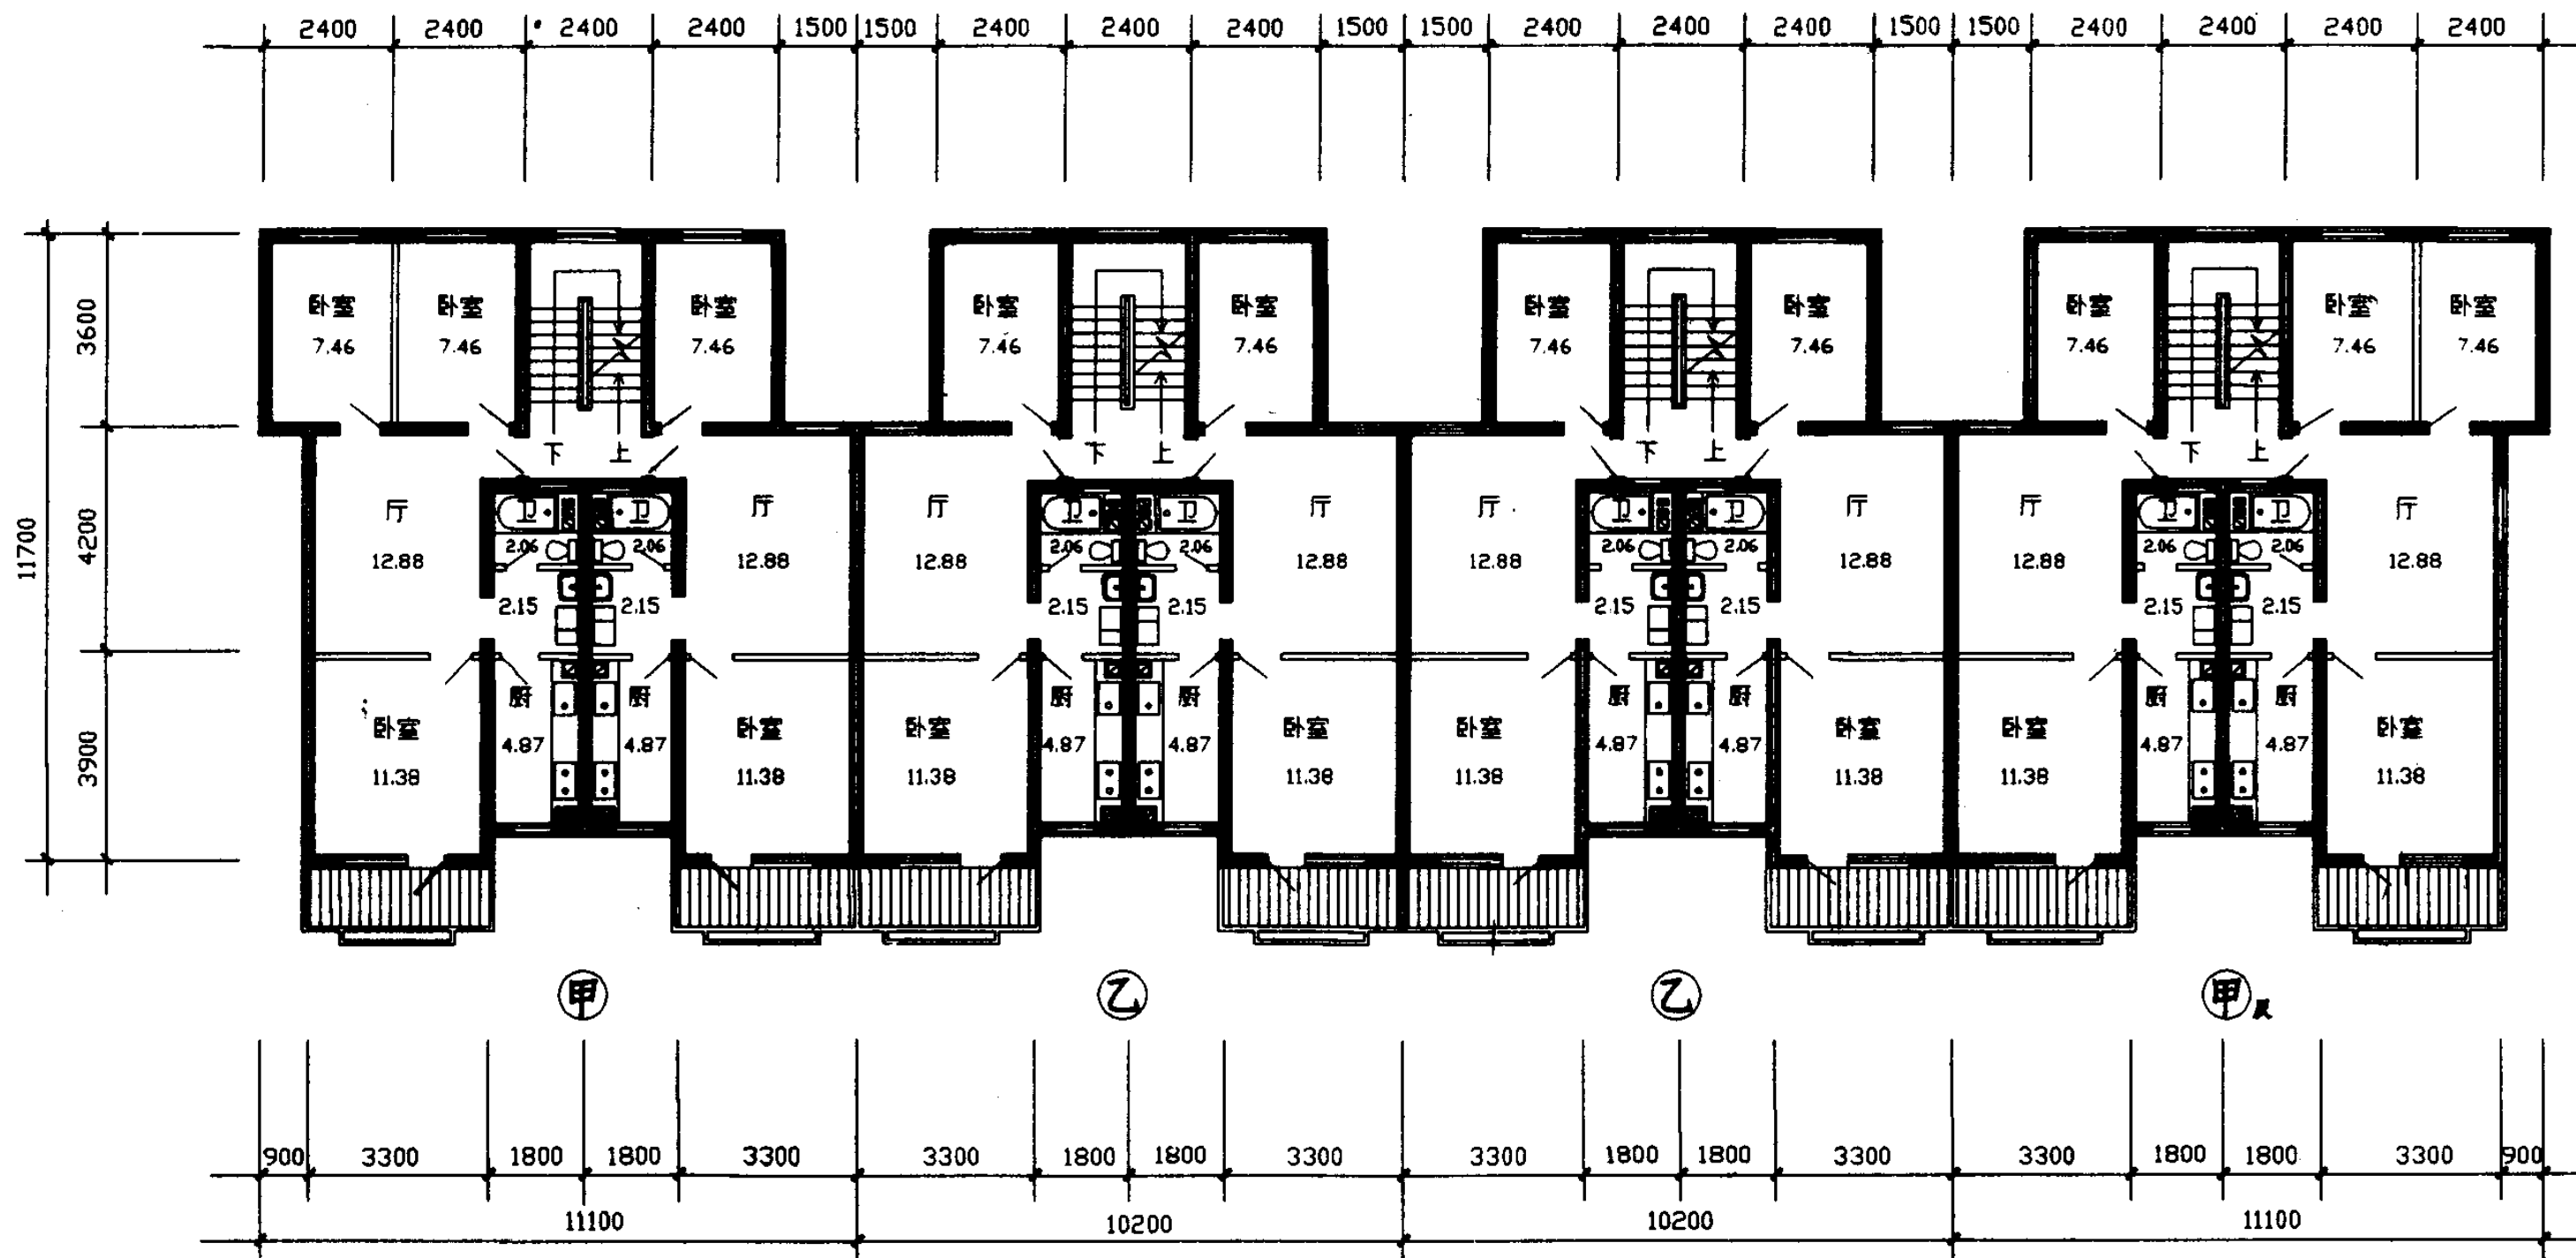 2400 2400 2400 2400 1500 1500 2400 2400 2400 1500 1500 2400 2400 2400 1500 1500 2400 2400 2400 2400
卧室 卧室 卧室 卧室 卧室 卧室 卧室 卧室 卧室 卧室
7.46 7.46 7.46 7.46 7.46 7.46 7.46 7.46 7.46 7.46
3600
下 上 下 上 下 上 下 上
厅 卫 卫 厅 厅 卫 卫 厅 厅 卫 卫 厅 厅 卫 卫 厅
11700
4200
2.06 2.06 2.06 2.06 2.06 2.06 2.06 2.06
12.88 12.88 12.88 12.88 12.88 12.88 12.88 12.88
2.15 2.15 2.15 2.15 2.15 2.15 2.15 2.15
厨 厨 厨 厨 厨 厨 厨 厨
卧室 卧室 卧室 卧室 卧室 卧室 卧室 卧室
3900
4.87 4.87 4.87 4.87 4.87 4.87 4.87 4.87
11.38 11.38 11.38 11.38 11.38 11.38 11.38 11.38
甲 乙 乙 甲反
900 3300 1800 1800 3300 3300 1800 1800 3300 3300 1800 1800 3300 3300 1800 1800 3300 900
11100 10200 10200 11100